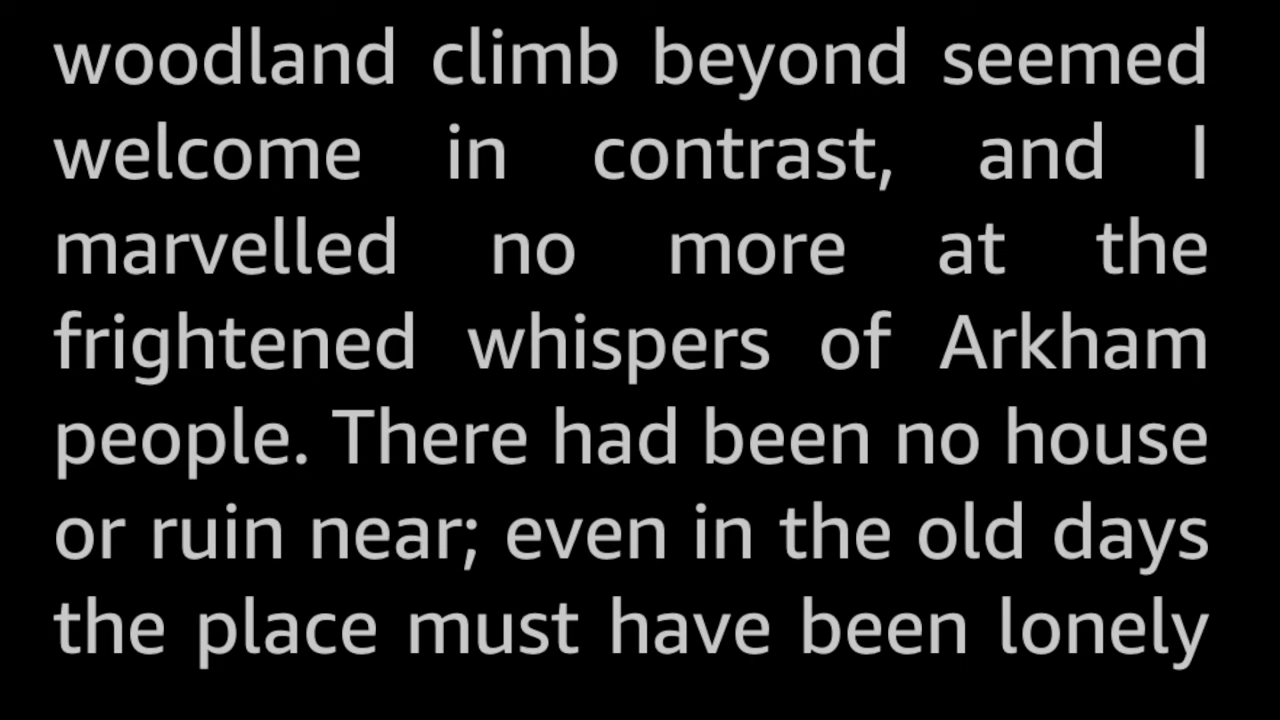 woodland climb beyond seemed
welcome in contrast, and I
marvelled no more at the
frightened whispers of Arkham
people. There had been no house
or ruin near; even in the old days
the place must have been lonely